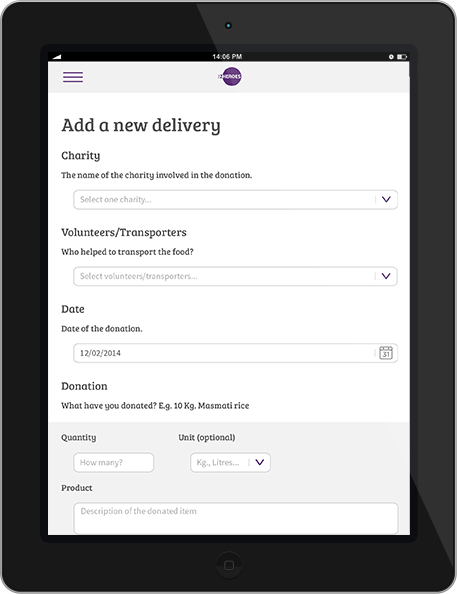 14:06 PM
HEROES
Add a new delivery
Charity
The name of the charity involved in the donation.
Select one charity...
Volunteers/Transporters
Who helped to transport the food?
Select volunteers/transporters...
Date
Date of the donation.
12/02/2014
31
Donation
What have you donated? E.g. 10 Kg. Masmati rice
Quantity
Unit (optional)
How many?
Kg., Litres...
Product
Description of the donated item